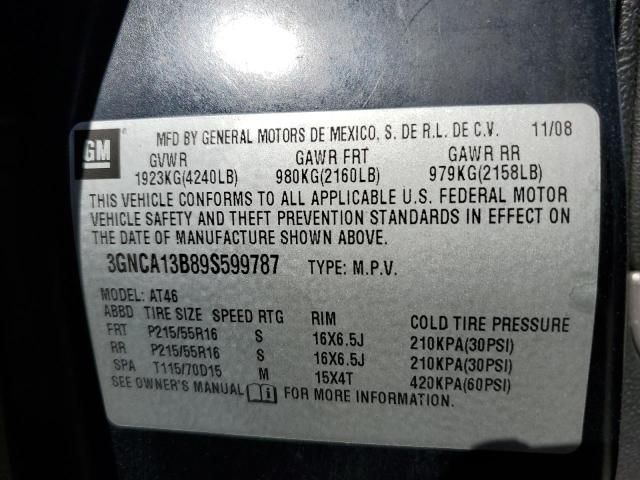 GM
MFD BY GENERAL MOTORS DE MEXICO, S. DE R.L. DE C.V. 11/08
GVWR GAWR FRT GAWR RR
1923KG(4240LB) 980KG(2160LB) 979KG(2158LB)
THIS VEHICLE CONFORMS TO ALL APPLICABLE U.S. FEDERAL MOTOR
VEHICLE SAFETY AND THEFT PREVENTION STANDARDS IN EFFECT ON
THE DATE OF MANUFACTURE SHOWN ABOVE.
3GNCA13B89S599787 TYPE: M.P.V.
MODEL: AT46
ABBD TIRE SIZE SPEED RTG RIM COLD TIRE PRESSURE
FRT P215/55R16 S 16X6.5J 210KPA(30PSI)
RR P215/55R16 S 16X6.5J 210KPA(30PSI)
SPA T115/70D15 M 15X4T 420KPA(60PSI)
SEE OWNER'S MANUAL FOR MORE INFORMATION.